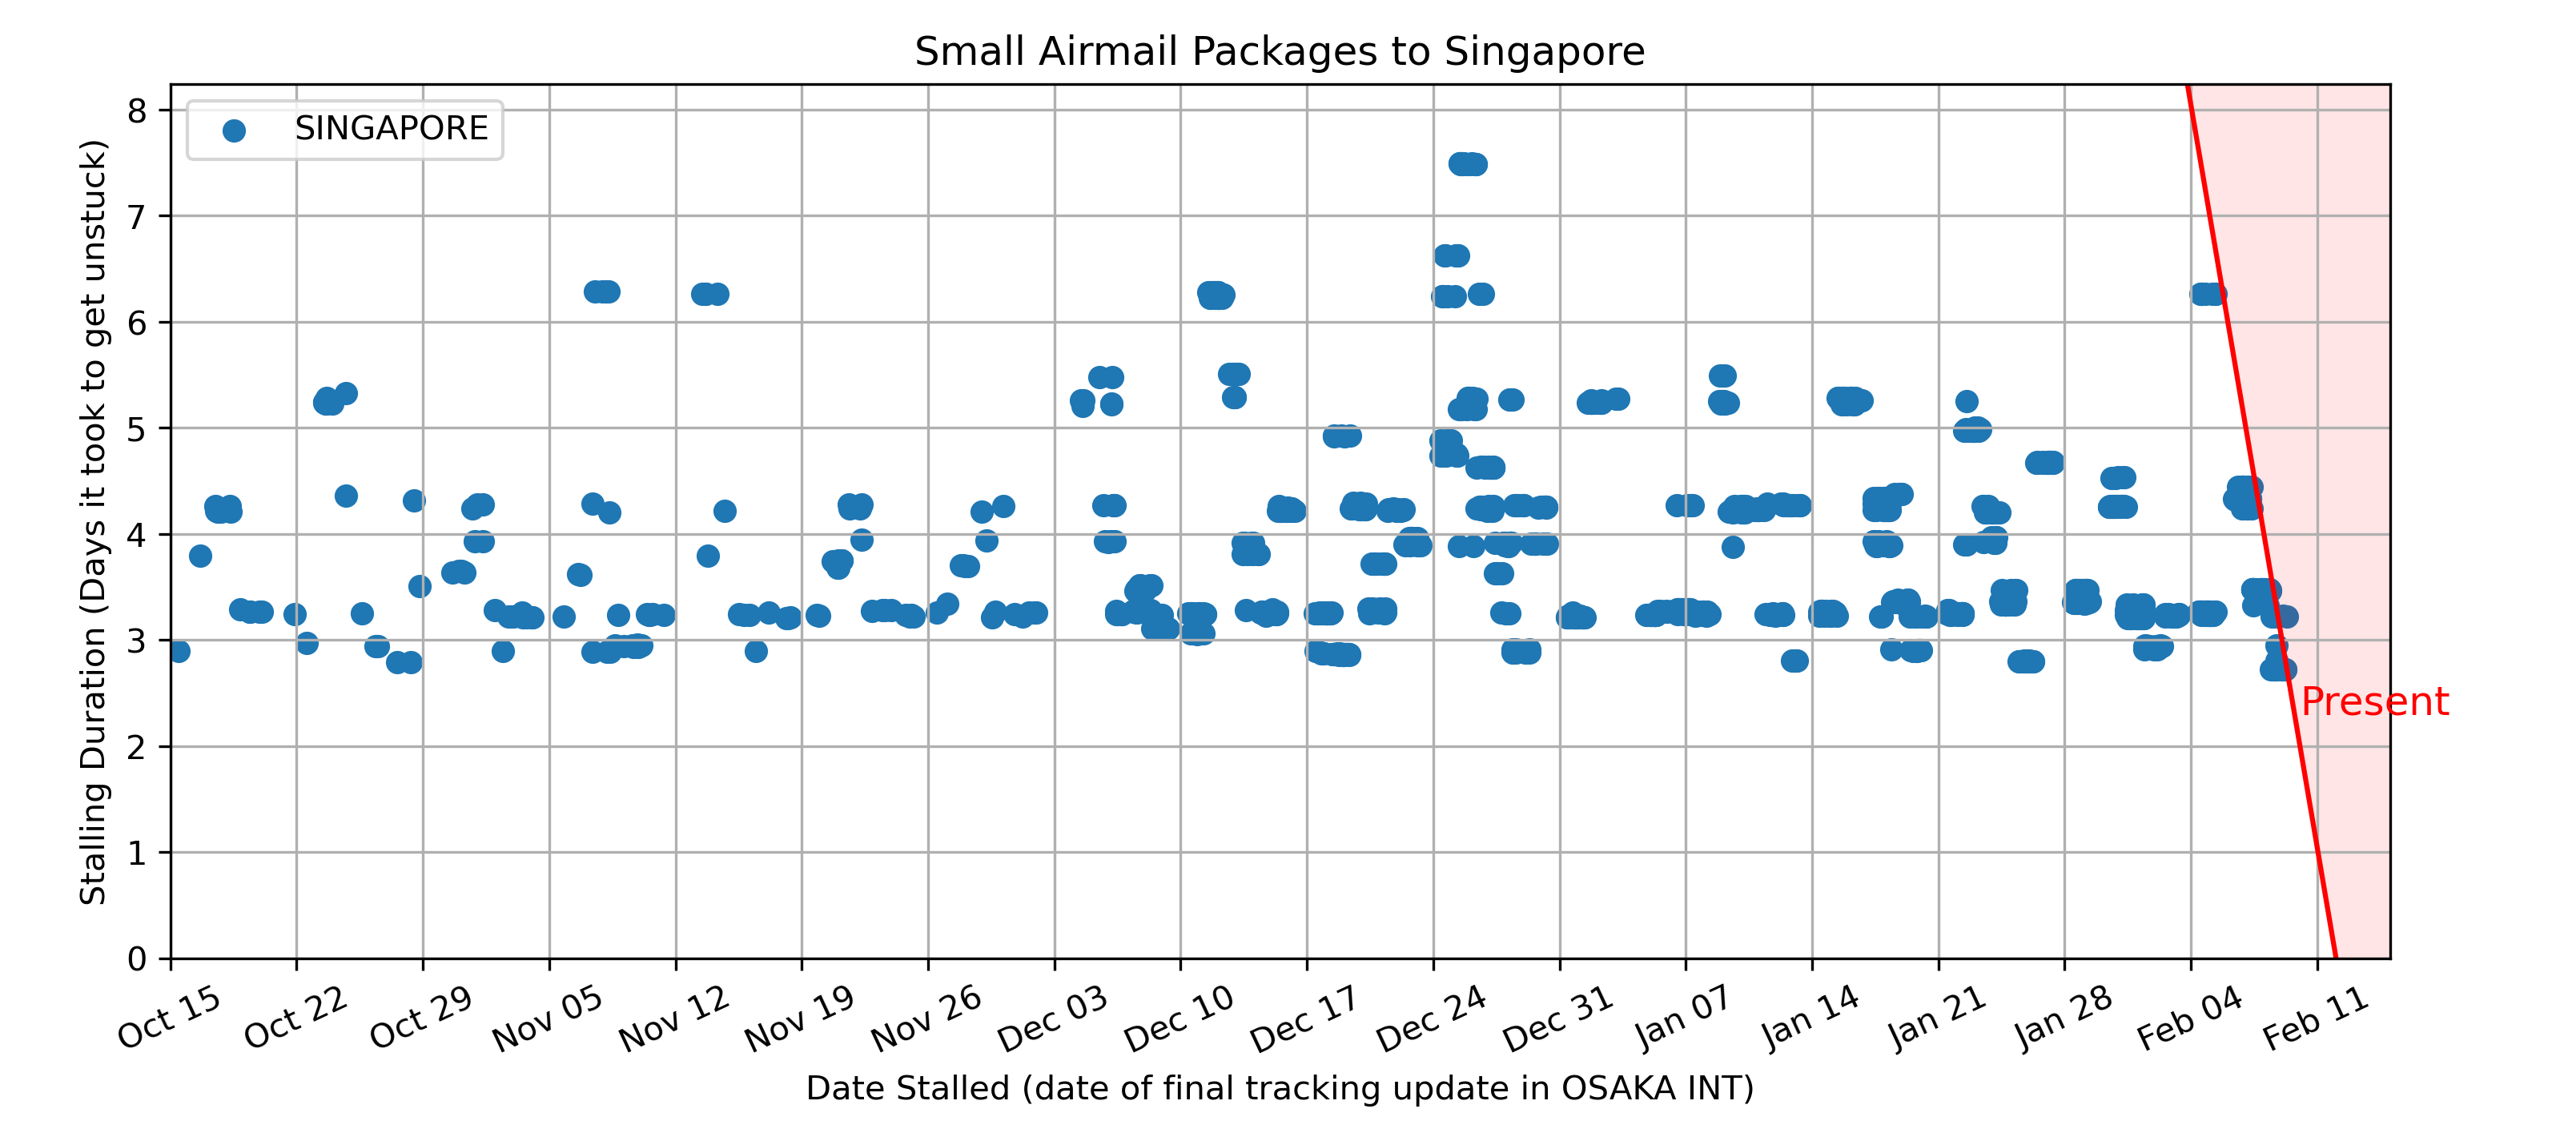 Small Airmail Packages to Singapore
SINGAPORE
Stalling Duration (Days it took to get unstuck)
8
7
6
5
4
3
2
1
0
Present
Oct 15
Oct 22
Oct 29
Nov 05
Nov 12
Nov 19
Nov 26
Dec 03
Dec 10
Dec 17
Dec 24
Dec 31
Jan 07
Jan 14
Jan 21
Jan 28
Feb 04
Feb 11
Date Stalled (date of final tracking update in OSAKA INT)